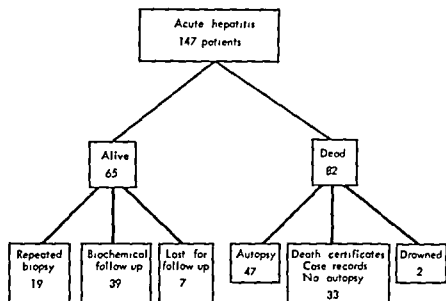 Acute hepatitis
147 patients
Alive
65
Dead
82
Repeated
biopsy
19
Biochemical
follow up
39
Lost for
follow up
7
Autopsy
47
Death certificates
Case records
No autopsy
33
Drowned
2